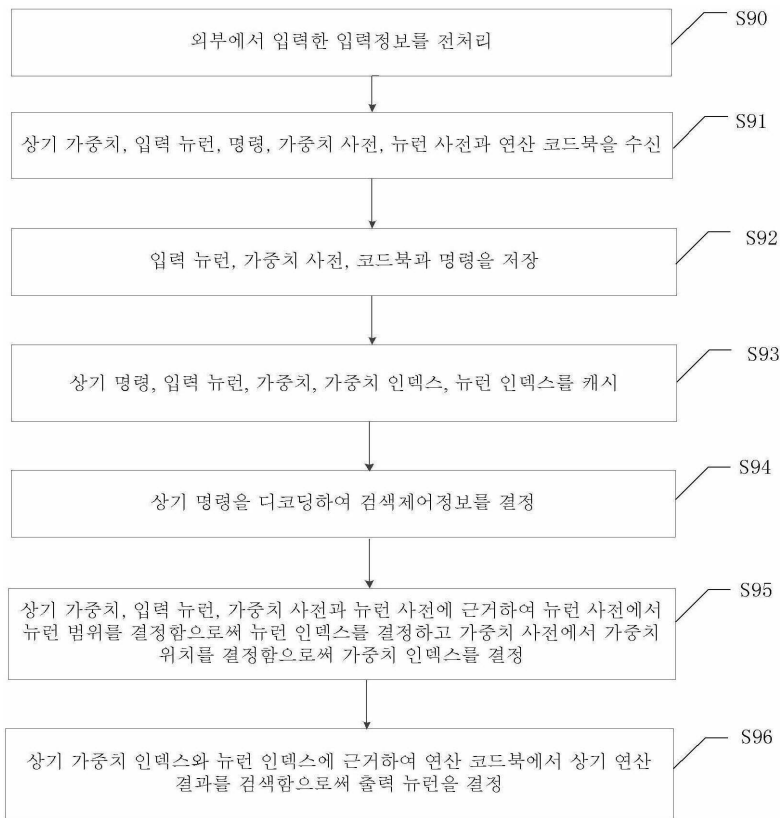 S90
외부에서 입력한 입력정보를 전처리
S91
상기 가중치, 입력 뉴런, 명령, 가중치 사전, 뉴런 사전과 연산 코드북을 수신
S92
입력 뉴런, 가중치 사전, 코드북과 명령을 저장
S93
상기 명령, 입력 뉴런, 가중치, 가중치 인덱스, 뉴런 인덱스를 캐시
S94
상기 명령을 디코딩하여 검색제어정보를 결정
S95
상기 가중치, 입력 뉴런, 가중치 사전과 뉴런 사전에 근거하여 뉴런 사전에서
뉴런 범위를 결정함으로써 뉴런 인덱스를 결정하고 가중치 사전에서 가중치
위치를 결정함으로써 가중치 인덱스를 결정
S96
상기 가중치 인덱스와 뉴런 인덱스에 근거하여 연산 코드북에서 상기 연산
결과를 검색함으로써 출력 뉴런을 결정